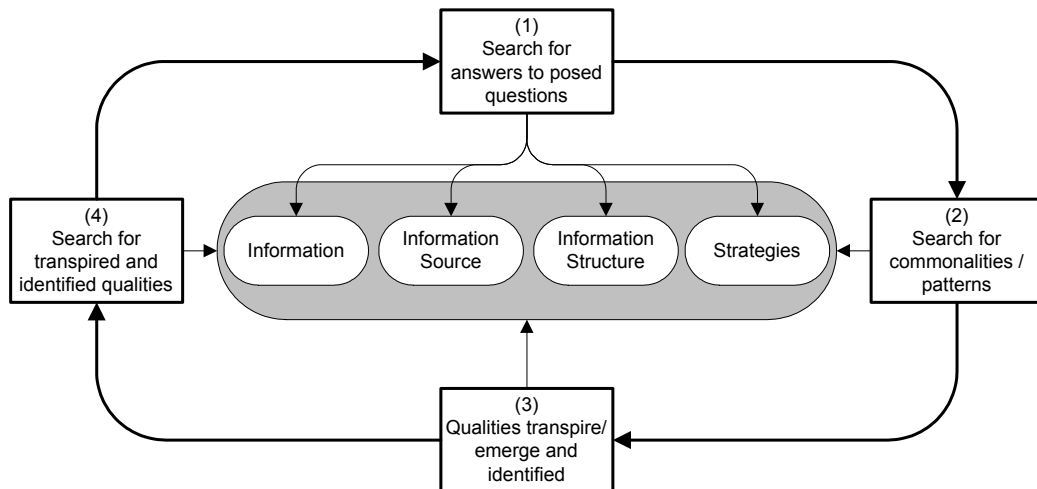 (1)
Search for
answers to posed
questions
(4)
Search for
transpired and
identified qualities
Information
Information
Source
Information
Structure
Strategies
(2)
Search for
commonalities /
patterns
(3)
Qualities transpire/
emerge and
identified